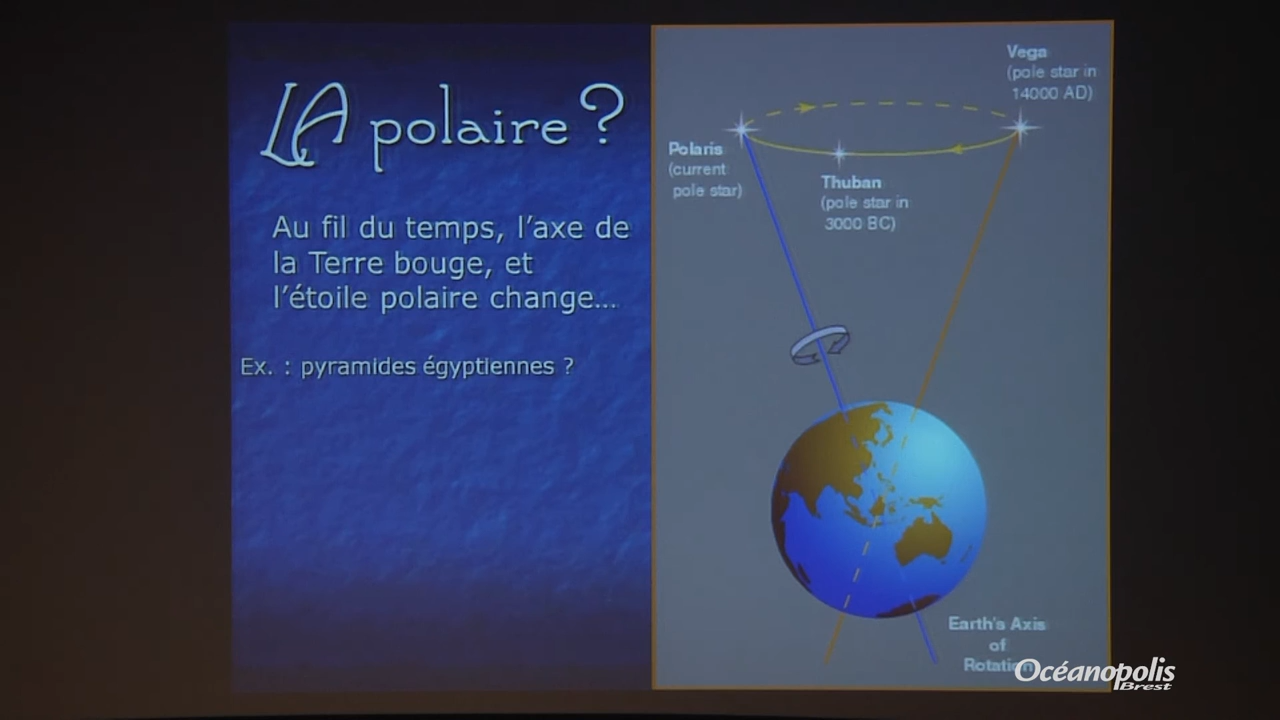 LA polaire ?
Au fil du temps, l'axe de
la Terre bouge, et
l'étoile polaire change...
Ex. : pyramides égyptiennes ?
Vega
(pole star in
14000 AD)
Polaris
(current
pole star)
Thuban
(pole star in
3000 BC)
Earth's Axis
of
Rotation
Océanopolis
Brest